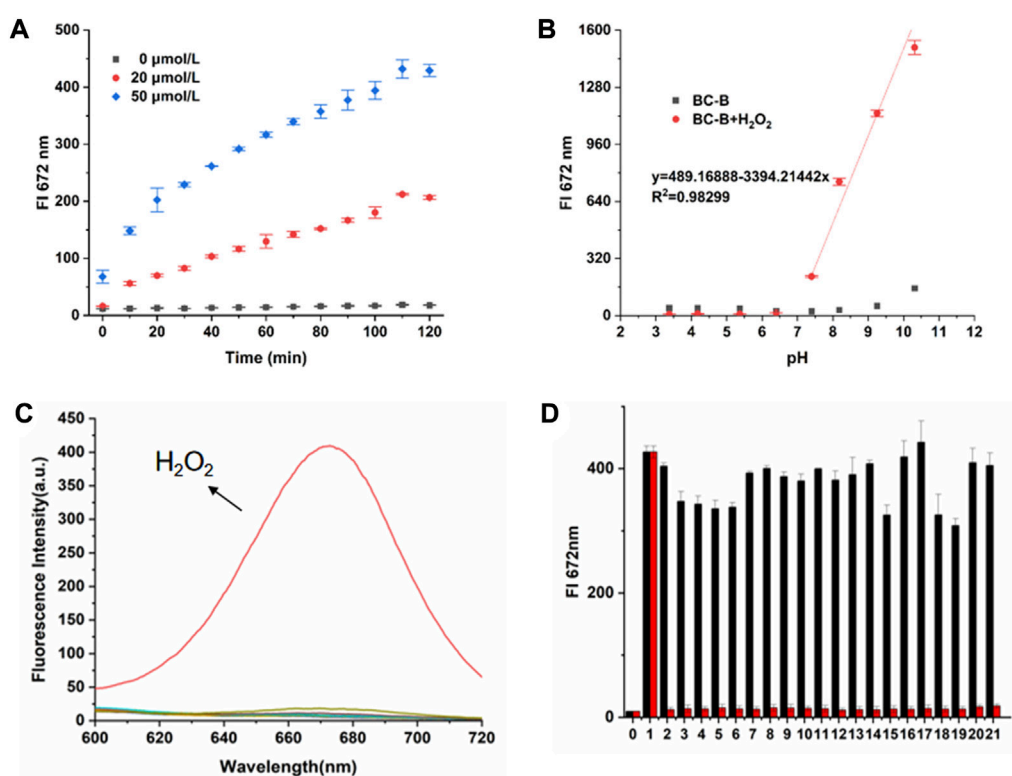 A
500
400
300
200
100
0
FI 672 nm
0 μmol/L
20 μmol/L
50 μmol/L
0 20 40 60 80 100 120
Time (min)
B
1600
1280
960
640
320
0
FI 672 nm
BC-B
BC-B+H₂O₂
y=489.16888-3394.21442x
R²=0.98299
2 3 4 5 6 7 8 9 10 11 12
pH
C
450
400
350
300
250
200
150
100
50
0
Fluorescence Intensity(a.u.)
H₂O₂
600 620 640 660 680 700 720
Wavelength(nm)
D
400
200
0
FI 672nm
0 1 2 3 4 5 6 7 8 9 10 11 12 13 14 15 16 17 18 19 20 21